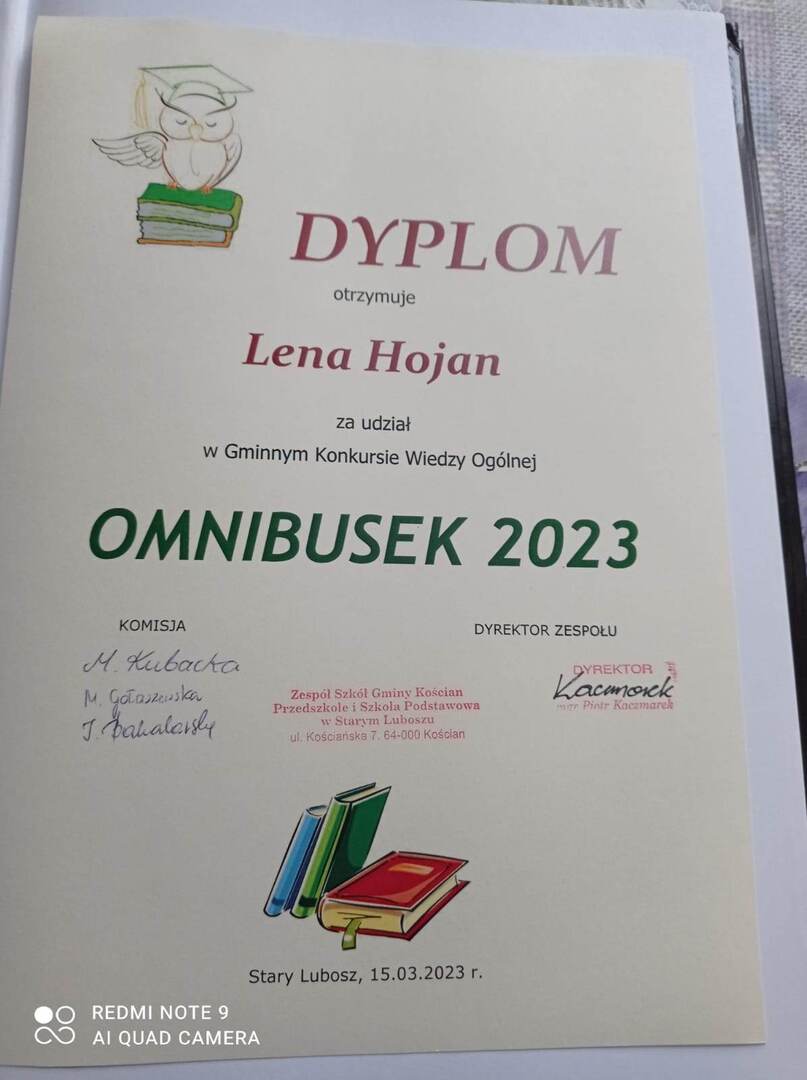 DYPLOM
otrzymuje
Lena Hojan
za udział
w Gminnym Konkursie Wiedzy Ogólnej
OMNIBUSEK 2023
KOMISJA
M. Kubacka
M. Gołaszewska
J. Bakalarska
Zespół Szkół Gminy Kościan
Przedszkole i Szkoła Podstawowa
w Starym Luboszu
ul. Kościańska 7, 64-000 Kościan
DYREKTOR ZESPOŁU
DYREKTOR
Kaczmarek
mgr Piotr Kaczmarek
Stary Lubosz, 15.03.2023 r.
REDMI NOTE 9
AI QUAD CAMERA